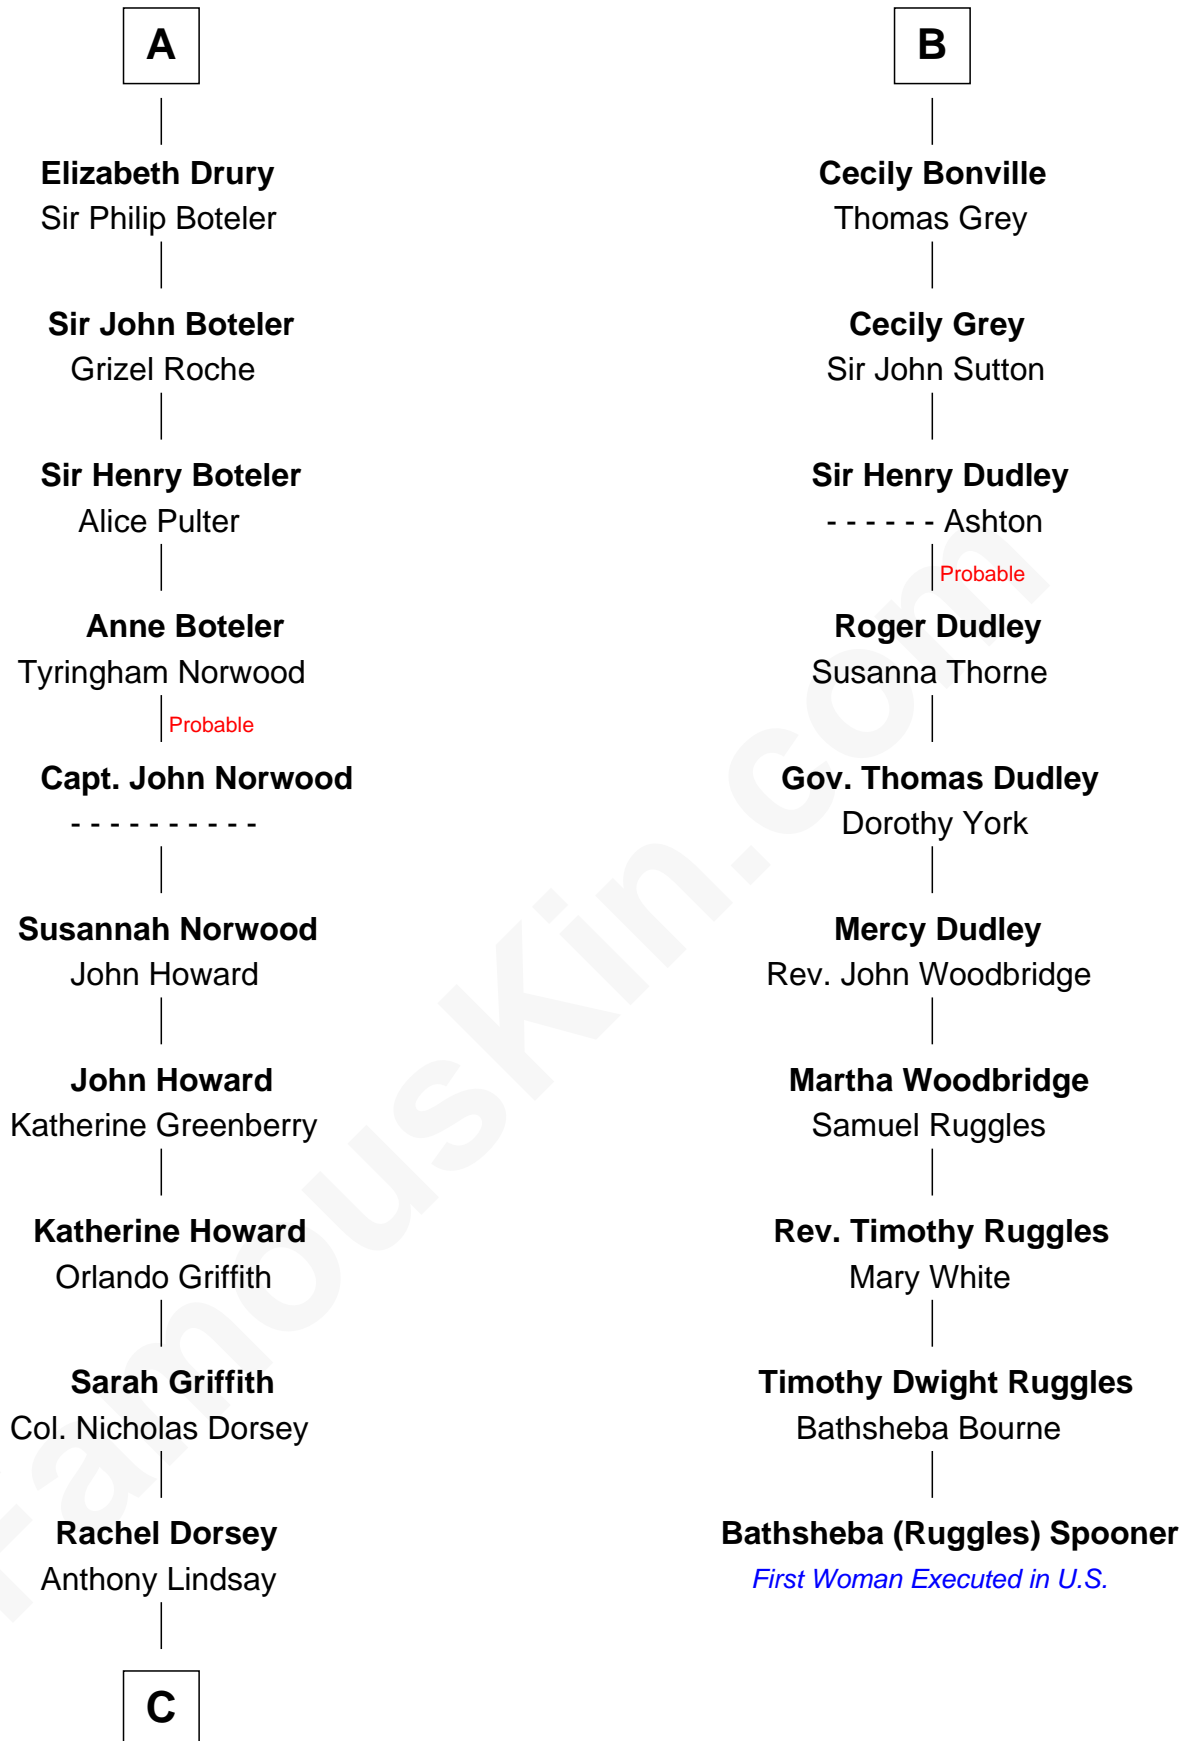 A
Elizabeth Drury
Sir Philip Boteler
Sir John Boteler
Grizel Roche
Sir Henry Boteler
Alice Pulter
Anne Boteler
Tyringham Norwood
Probable
Capt. John Norwood
- - - - - - - - - -
Susannah Norwood
John Howard
John Howard
Katherine Greenberry
Katherine Howard
Orlando Griffith
Sarah Griffith
Col. Nicholas Dorsey
Rachel Dorsey
Anthony Lindsay
C
B
Cecily Bonville
Thomas Grey
Cecily Grey
Sir John Sutton
Sir Henry Dudley
- - - - - - Ashton
Probable
Roger Dudley
Susanna Thorne
Gov. Thomas Dudley
Dorothy York
Mercy Dudley
Rev. John Woodbridge
Martha Woodbridge
Samuel Ruggles
Rev. Timothy Ruggles
Mary White
Timothy Dwight Ruggles
Bathsheba Bourne
Bathsheba (Ruggles) Spooner
First Woman Executed in U.S.
FamousKin.com